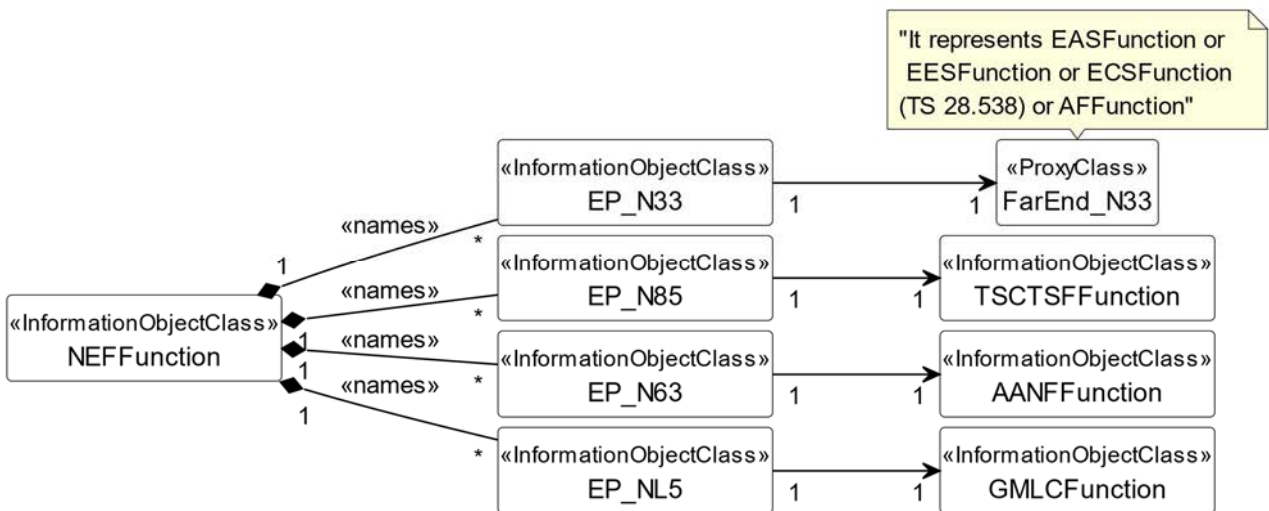 "It represents EASFunction or
EESFunction or ECSFunction
(TS 28.538) or AFFunction"
«InformationObjectClass»
EP_N33
1
1
«ProxyClass»
FarEnd_N33
«names»
*
1
«InformationObjectClass»
EP_N85
1
1
«InformationObjectClass»
TSCTSFFunction
«names»
*
1
«InformationObjectClass»
NEFFunction
«InformationObjectClass»
EP_N63
1
1
«InformationObjectClass»
AANFFunction
«names»
*
1
«InformationObjectClass»
EP_NL5
1
1
«InformationObjectClass»
GMLCFunction
«names»
*
1